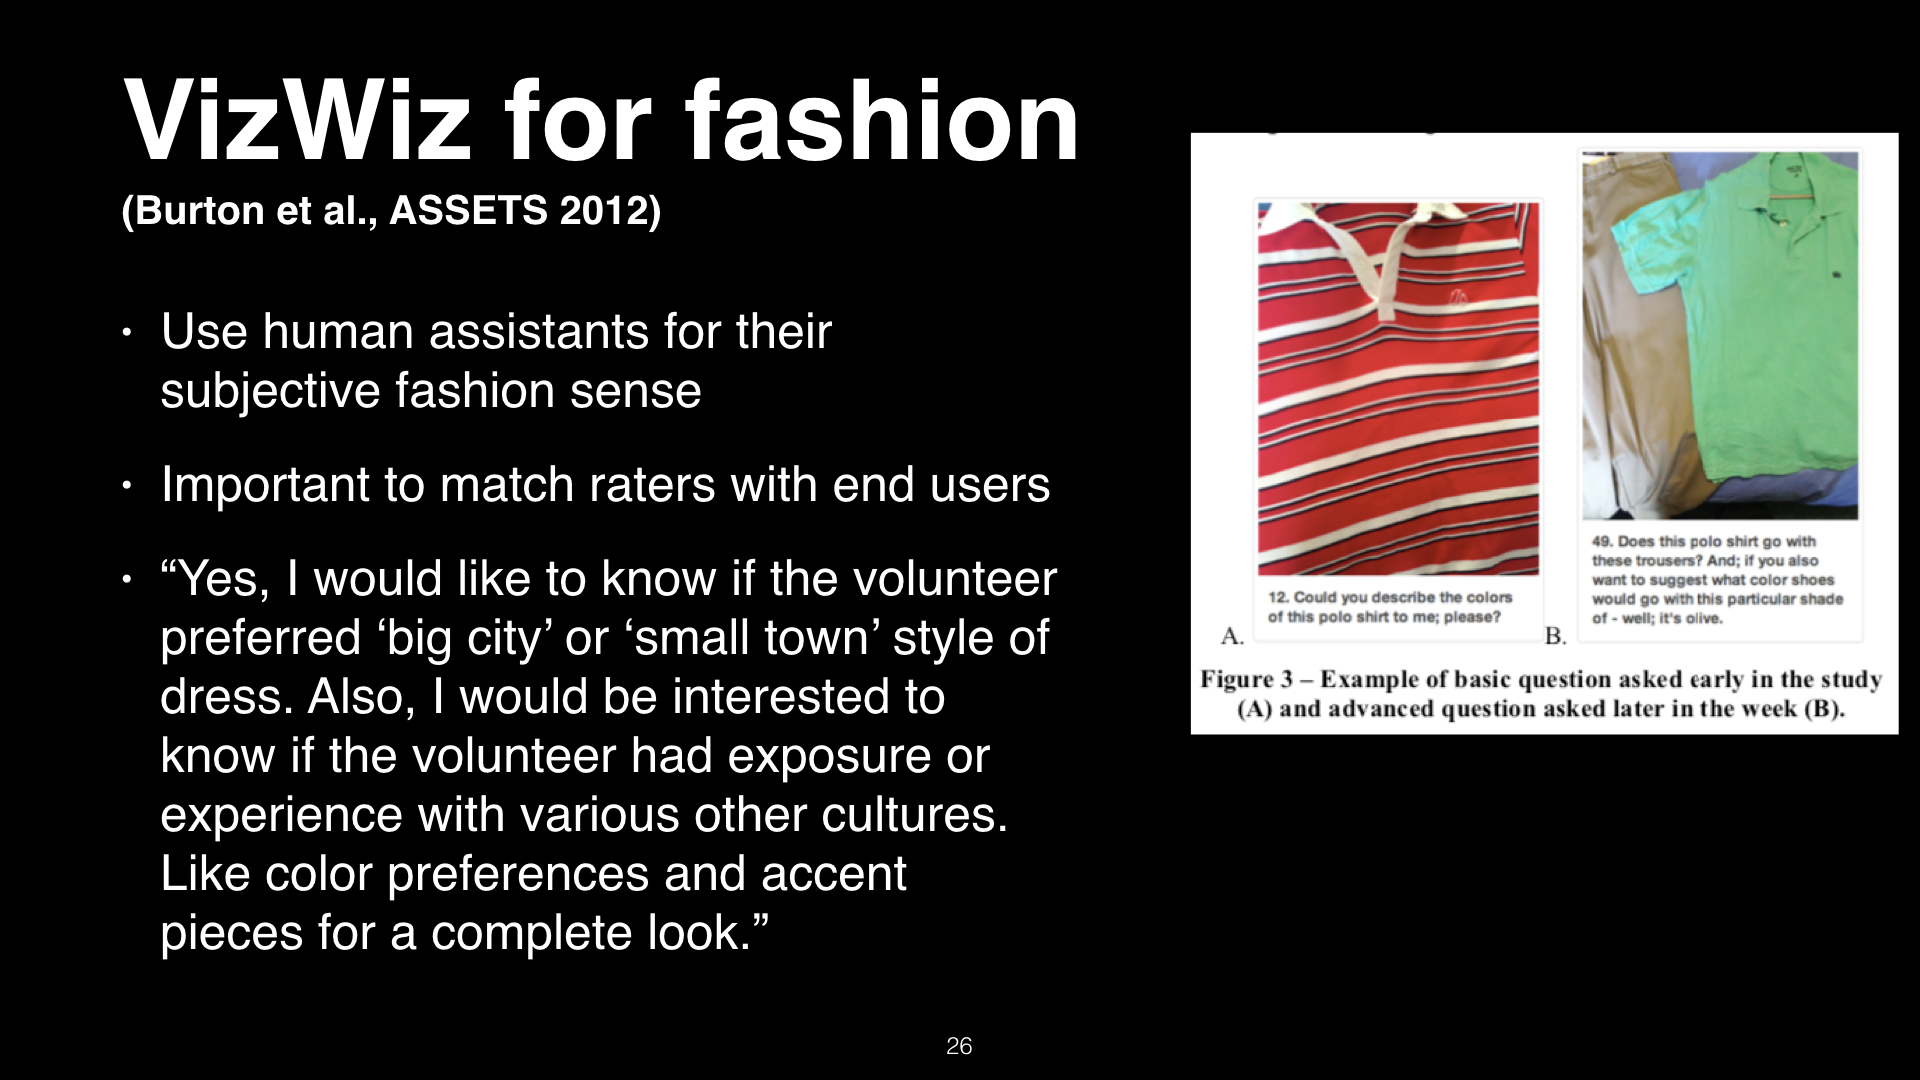 VizWiz for fashion
(Burton et al., ASSETS 2012)
• Use human assistants for their
subjective fashion sense
• Important to match raters with end users
• “Yes, I would like to know if the volunteer
preferred ‘big city’ or ‘small town’ style of
dress. Also, I would be interested to
know if the volunteer had exposure or
experience with various other cultures.
Like color preferences and accent
pieces for a complete look.”
12. Could you describe the colors
of this polo shirt to me; please?
A.
49. Does this polo shirt go with
these trousers? And; if you also
want to suggest what color shoes
would go with this particular shade
of - well; it's olive.
B.
Figure 3 – Example of basic question asked early in the study
(A) and advanced question asked later in the week (B).
26